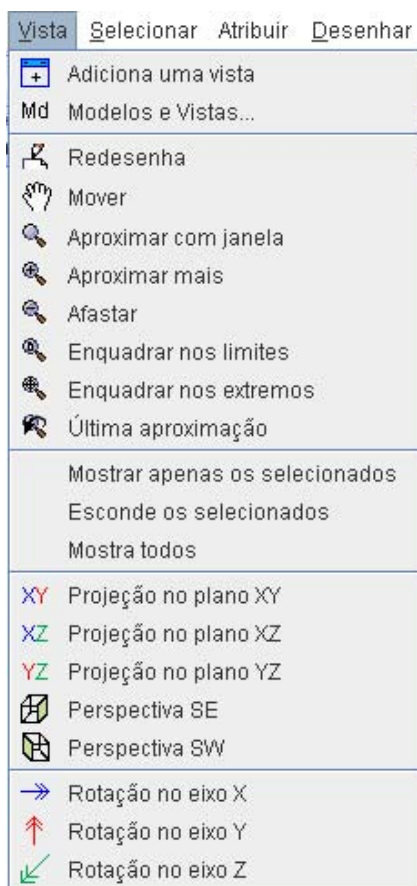 Vista Selecionar Atribuir Desenhar
Adiciona uma vista
Md Modelos e Vistas...
Redesenha
Mover
Aproximar com janela
Aproximar mais
Afastar
Enquadrar nos limites
Enquadrar nos extremos
Última aproximação
Mostrar apenas os selecionados
Esconde os selecionados
Mostra todos
XY Projeção no plano XY
XZ Projeção no plano XZ
YZ Projeção no plano YZ
Perspectiva SE
Perspectiva SW
Rotação no eixo X
Rotação no eixo Y
Rotação no eixo Z